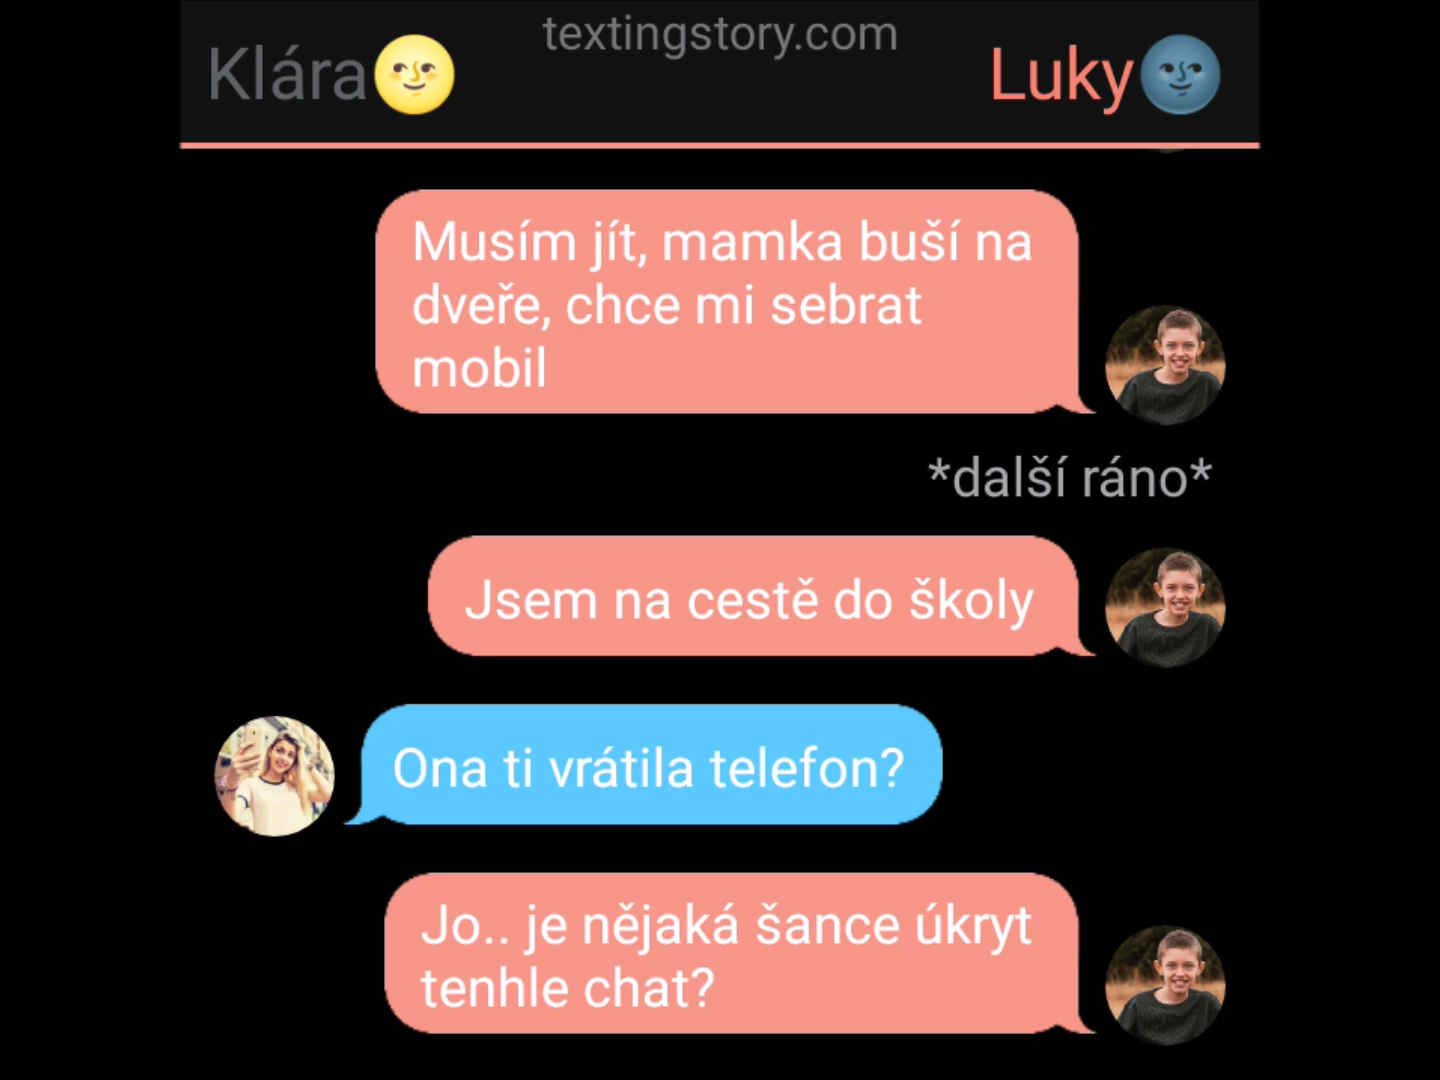 textingstory.com
Klára
Luky
Musím jít, mamka buší na
dveře, chce mi sebrat
mobil
*další ráno*
Jsem na cestě do školy
Ona ti vrátila telefon?
Jo.. je nějaká šance úkryt
tenhle chat?